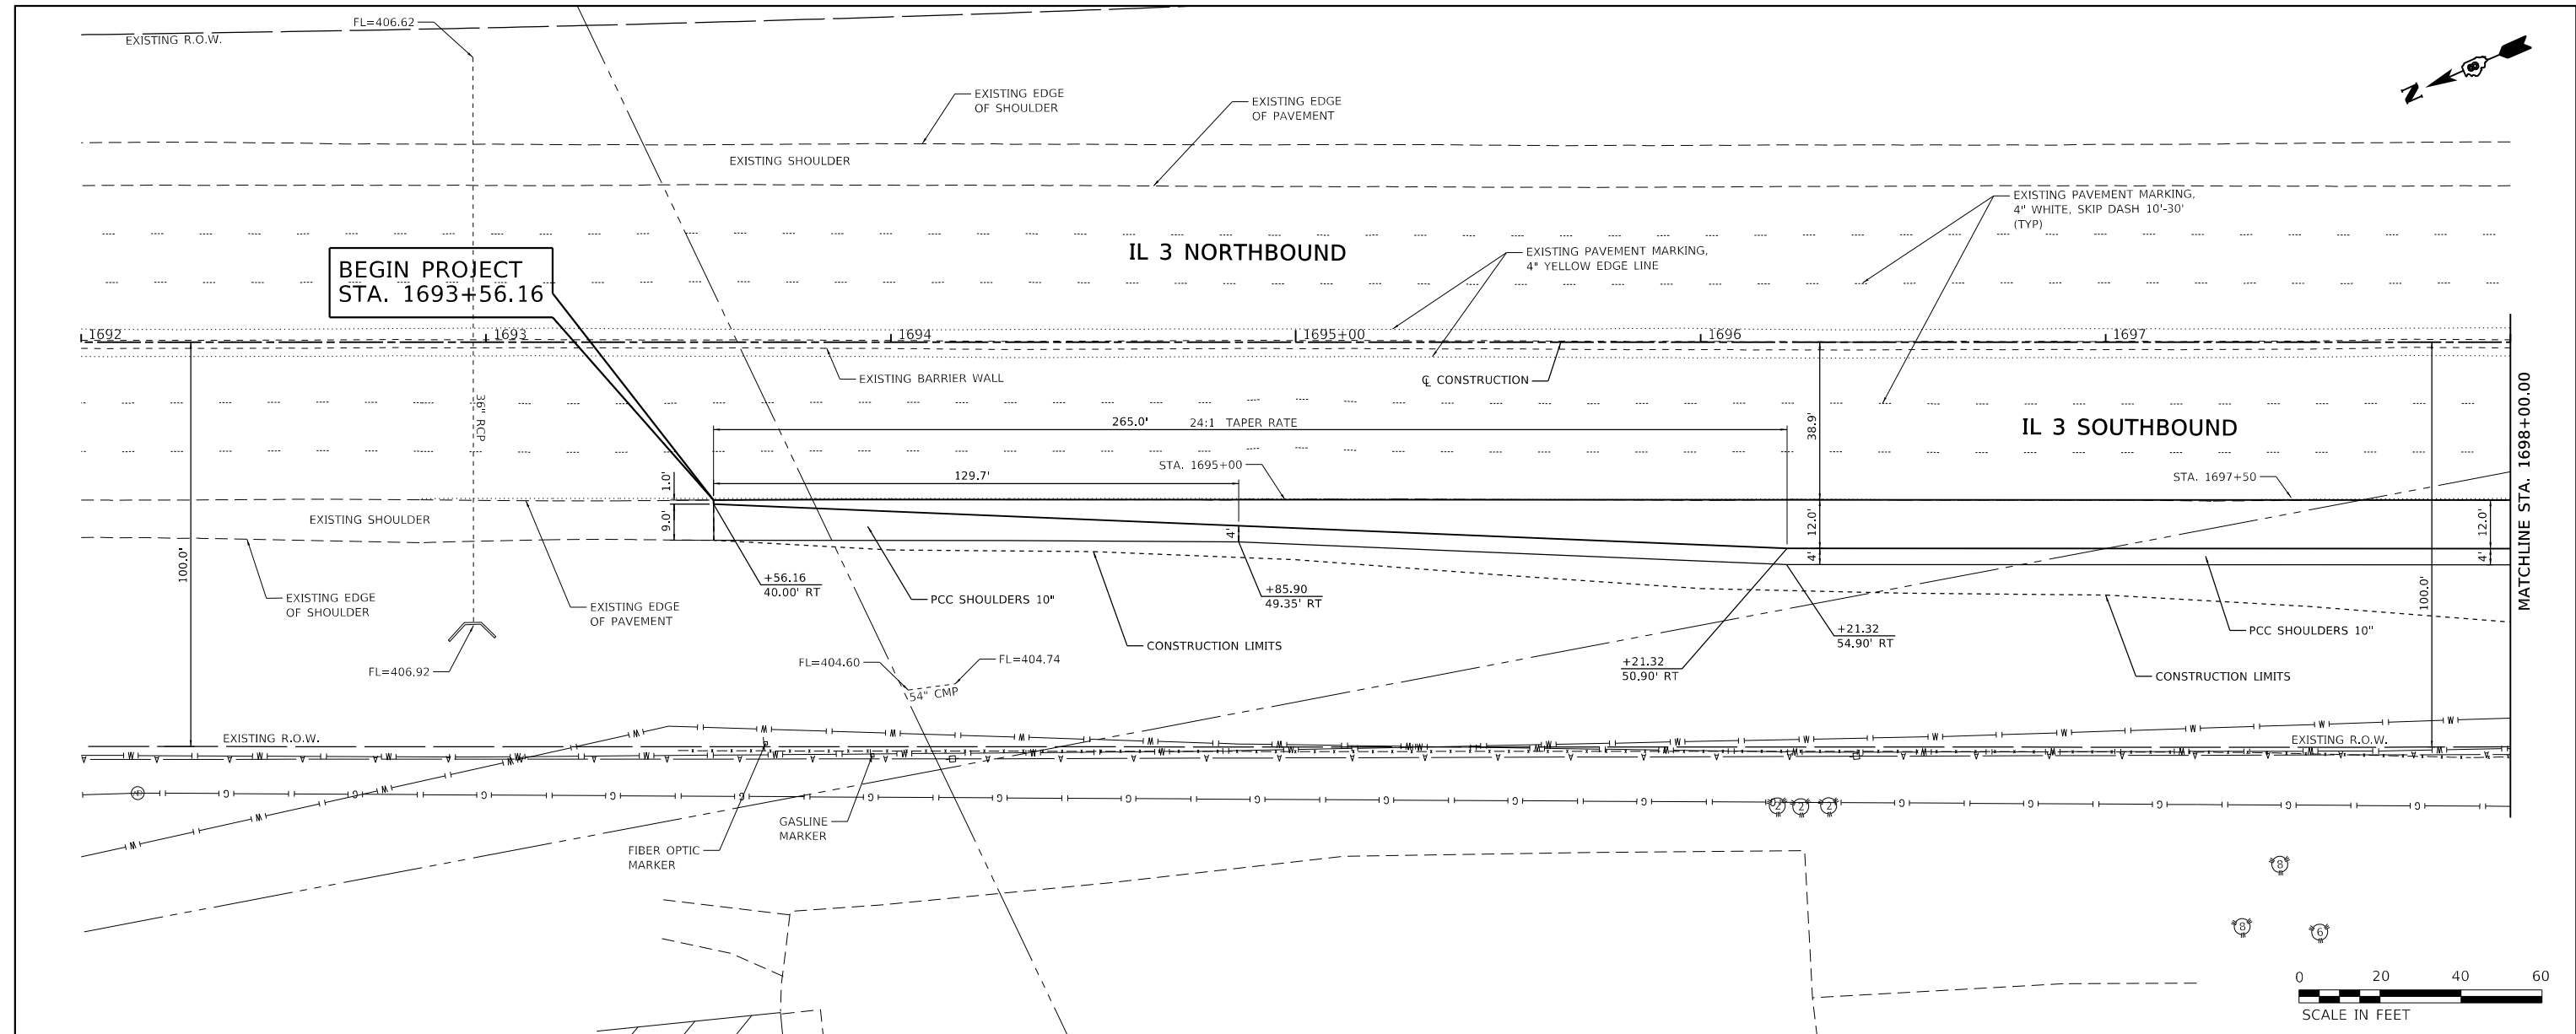 FL=406.62
EXISTING R.O.W.
N
EXISTING EDGE
OF SHOULDER
EXISTING EDGE
OF PAVEMENT
EXISTING SHOULDER
EXISTING PAVEMENT MARKING,
4" WHITE, SKIP DASH 10'-30'
(TYP)
IL 3 NORTHBOUND
EXISTING PAVEMENT MARKING,
4" YELLOW EDGE LINE
BEGIN PROJECT
STA. 1693+56.16
1692
1693
1694
1695+00
1696
1697
EXISTING BARRIER WALL
℄ CONSTRUCTION
36" RCP
265.0'
24:1 TAPER RATE
38.9'
IL 3 SOUTHBOUND
MATCHLINE STA. 1698+00.00
129.7'
STA. 1695+00
STA. 1697+50
1.0'
9.0'
EXISTING SHOULDER
4'
12.0'
4'
12.0'
4'
100.0'
100.0'
+56.16
40.00' RT
+85.90
49.35' RT
EXISTING EDGE
OF SHOULDER
EXISTING EDGE
OF PAVEMENT
PCC SHOULDERS 10"
CONSTRUCTION LIMITS
+21.32
54.90' RT
PCC SHOULDERS 10"
FL=406.92
FL=404.60
FL=404.74
54" CMP
+21.32
50.90' RT
CONSTRUCTION LIMITS
EXISTING R.O.W.
EXISTING R.O.W.
GASLINE
MARKER
FIBER OPTIC
MARKER
2
2
2
8
8
6
0 20 40 60
SCALE IN FEET